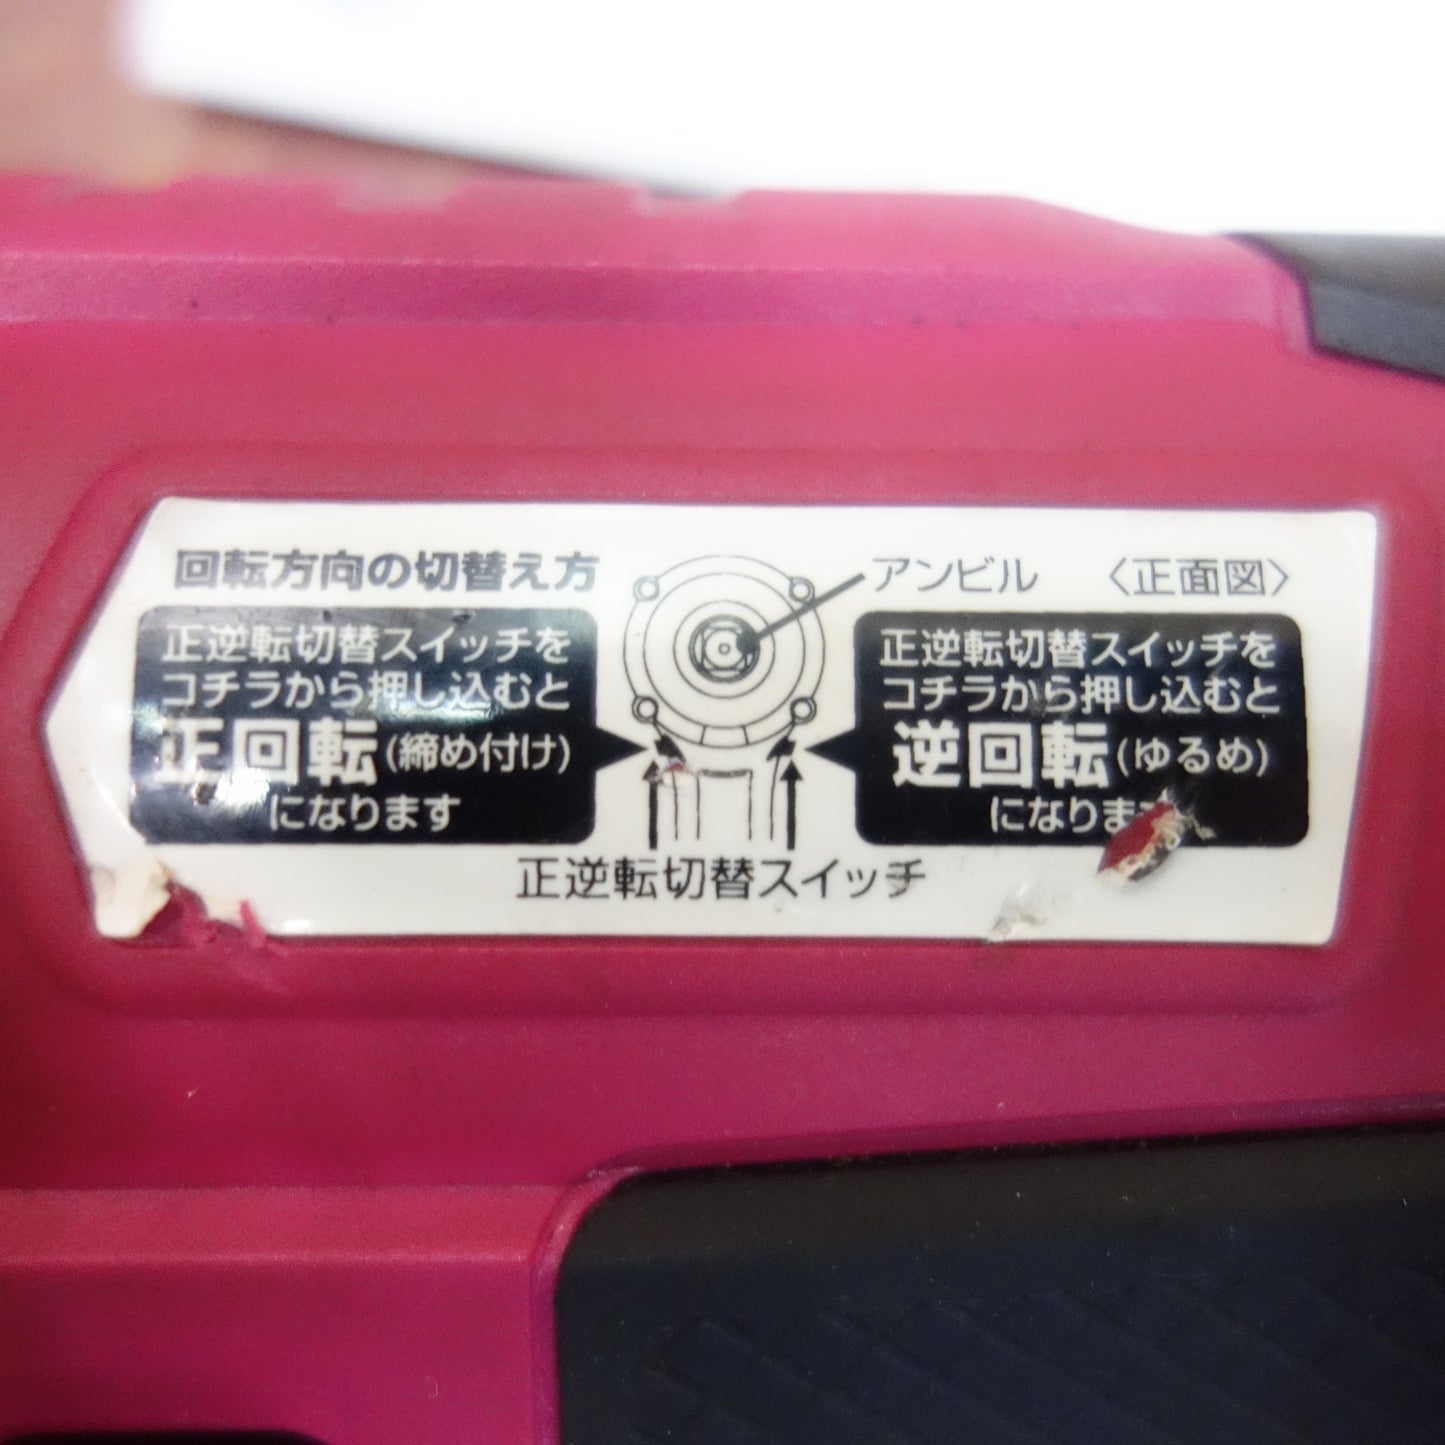 回転方向の切替え方
正逆転切替スイッチを
コチラから押し込むと
正回転(締め付け)
になります
アンビル
〈正面図〉
正逆転切替スイッチを
コチラから押し込むと
逆回転(ゆるめ)
になります
正逆転切替スイッチ